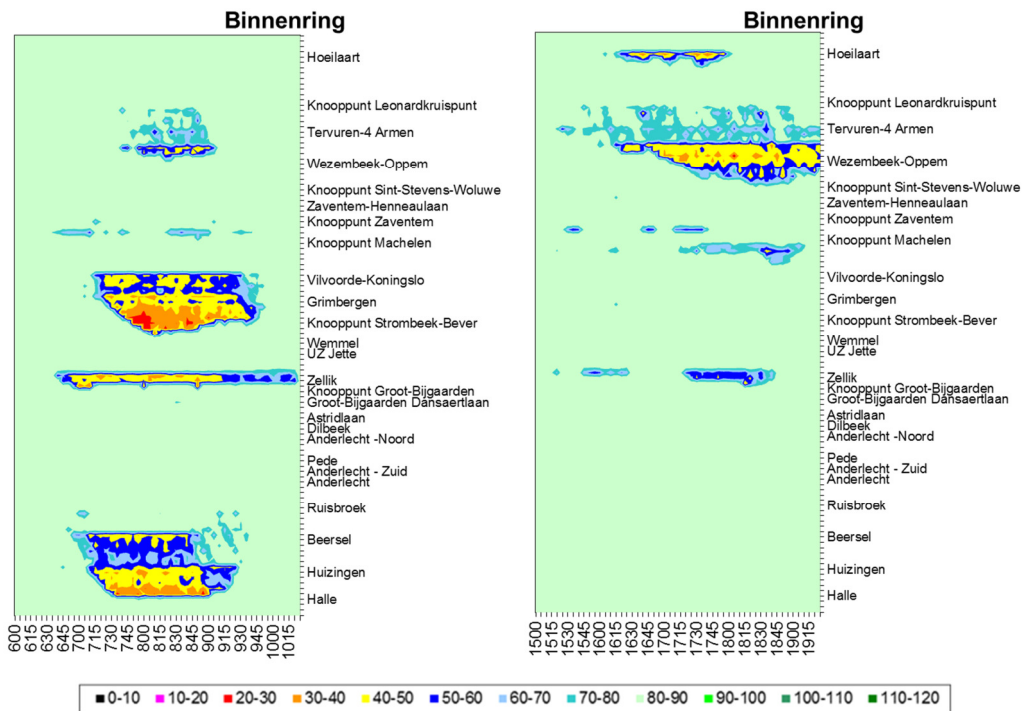 Binnenring
Hoeilaart
Knooppunt Leonardkruispunt
Tervuren-4 Armen
Wezembeek-Oppem
Knooppunt Sint-Stevens-Woluwe
Zaventem-Henneaulaan
Knooppunt Zaventem
Knooppunt Machelen
Vilvoorde-Koningslo
Grimbergen
Knooppunt Strombeek-Bever
Wemmel
UZ Jette
Zellik
Knooppunt Groot-Bijgaarden
Groot-Bijgaarden Dansaertlaan
Astridlaan
Dilbeek
Anderlecht -Noord
Pede
Anderlecht - Zuid
Anderlecht
Ruisbroek
Beersel
Huizingen
Halle
600 615 630 645 700 715 730 745 800 815 830 845 900 915 930 945 1000 1015
Binnenring
Hoeilaart
Knooppunt Leonardkruispunt
Tervuren-4 Armen
Wezembeek-Oppem
Knooppunt Sint-Stevens-Woluwe
Zaventem-Henneaulaan
Knooppunt Zaventem
Knooppunt Machelen
Vilvoorde-Koningslo
Grimbergen
Knooppunt Strombeek-Bever
Wemmel
UZ Jette
Zellik
Knooppunt Groot-Bijgaarden
Groot-Bijgaarden Dansaertlaan
Astridlaan
Dilbeek
Anderlecht -Noord
Pede
Anderlecht - Zuid
Anderlecht
Ruisbroek
Beersel
Huizingen
Halle
1500 1515 1530 1545 1600 1615 1630 1645 1700 1715 1730 1745 1800 1815 1830 1845 1900 1915
0-10 10-20 20-30 30-40 40-50 50-60 60-70 70-80 80-90 90-100 100-110 110-120